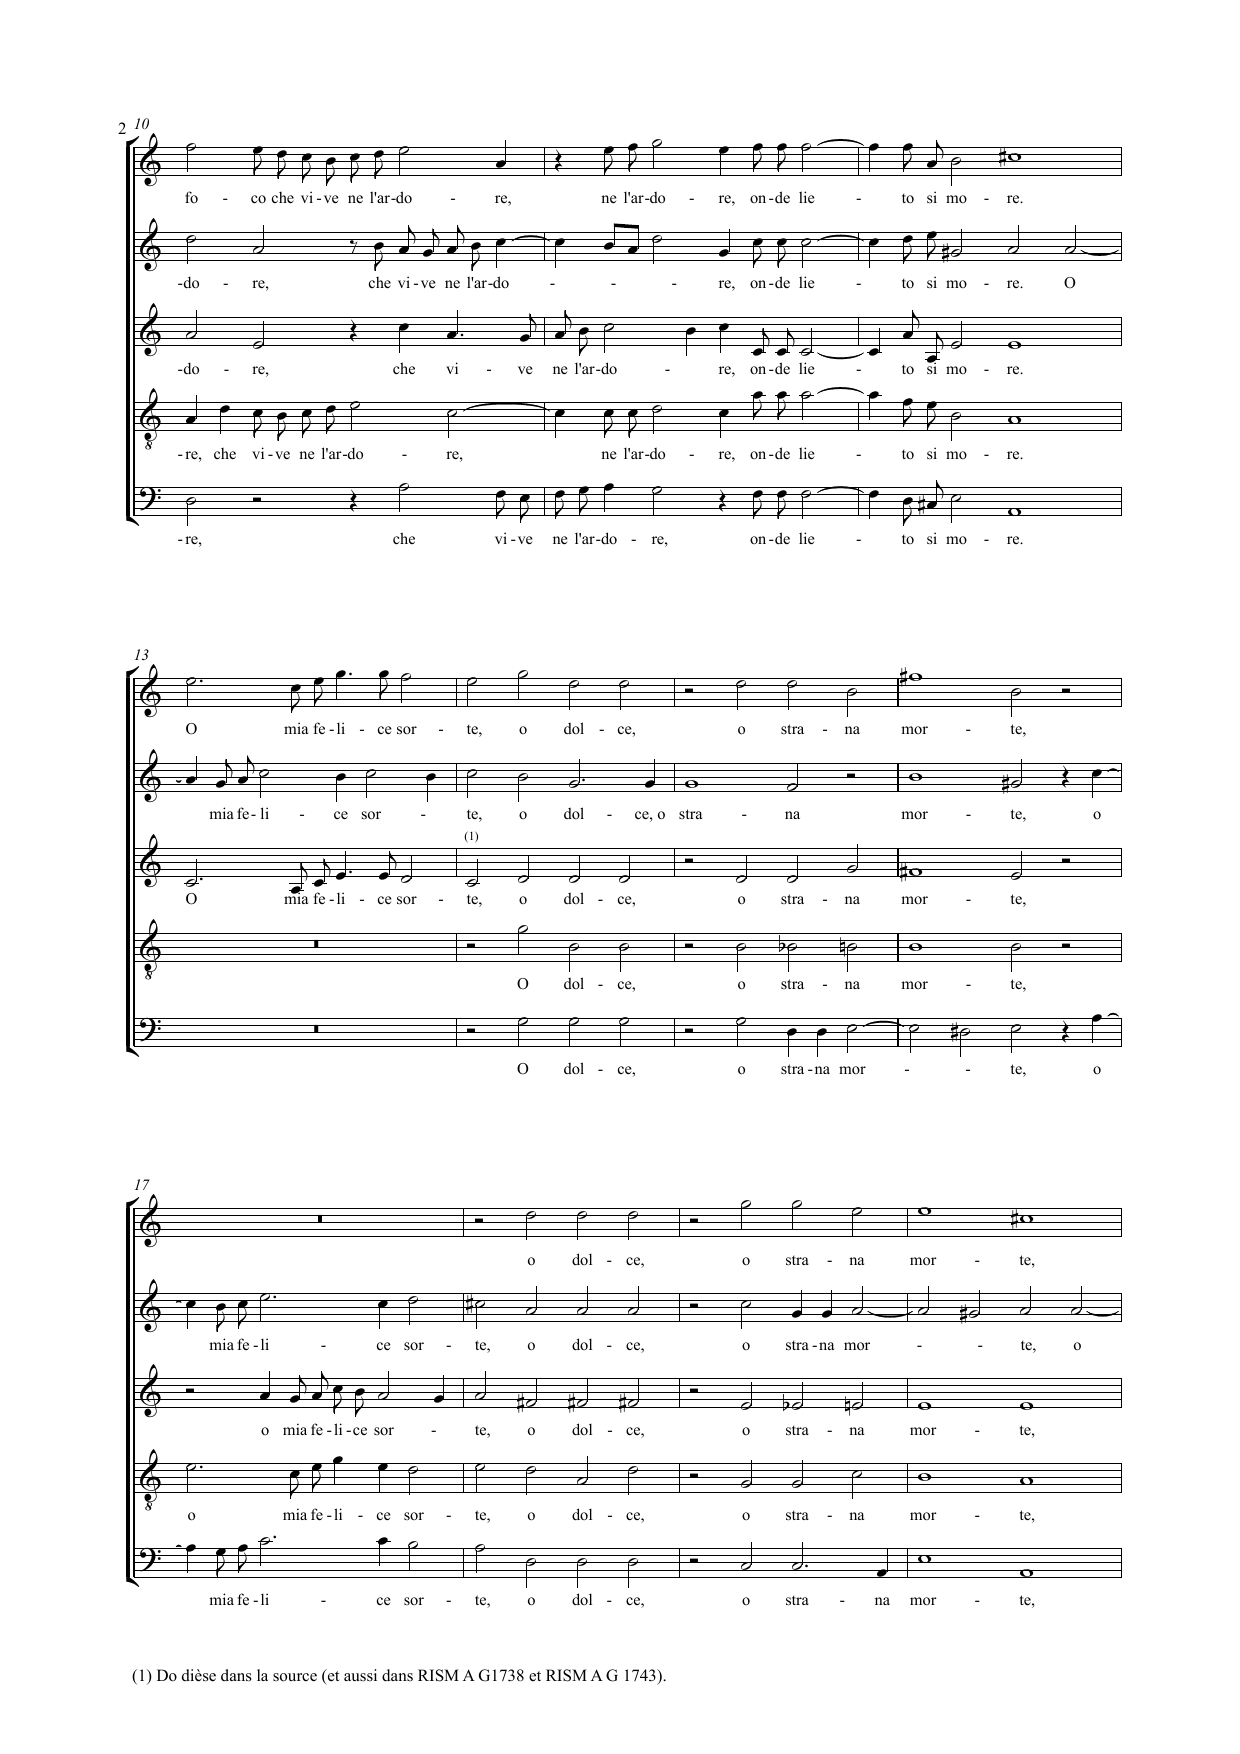 2 10
fo - co che vi - ve ne l'ar-do - re, ne l'ar-do - re, on-de lie - to si mo - re.
-do - re, che vi-ve ne l'ar-do - - - re, on-de lie - to si mo - re. O
-do - re, che vi - ve ne l'ar-do - re, on-de lie - to si mo - re.
8
-re, che vi-ve ne l'ar-do - re, ne l'ar-do - re, on-de lie - to si mo - re.
-re, che vi-ve ne l'ar-do - re, on-de lie - to si mo - re.
13
O mia fe-li - ce sor - te, o dol - ce, o stra - na mor - te,
mia fe-li - ce sor - te, o dol - ce, o stra - na mor - te, o
(1)
O mia fe-li - ce sor - te, o dol - ce, o stra - na mor - te,
8
O dol - ce, o stra - na mor - te,
O dol - ce, o stra-na mor - - te, o
17
o dol - ce, o stra - na mor - te,
mia fe-li - ce sor - te, o dol - ce, o stra-na mor - - te, o
o mia fe-li-ce sor - te, o dol - ce, o stra - na mor - te,
8
o mia fe-li - ce sor - te, o dol - ce, o stra - na mor - te,
mia fe-li - ce sor - te, o dol - ce, o stra - na mor - te,
(1) Do dièse dans la source (et aussi dans RISM A G1738 et RISM A G 1743).